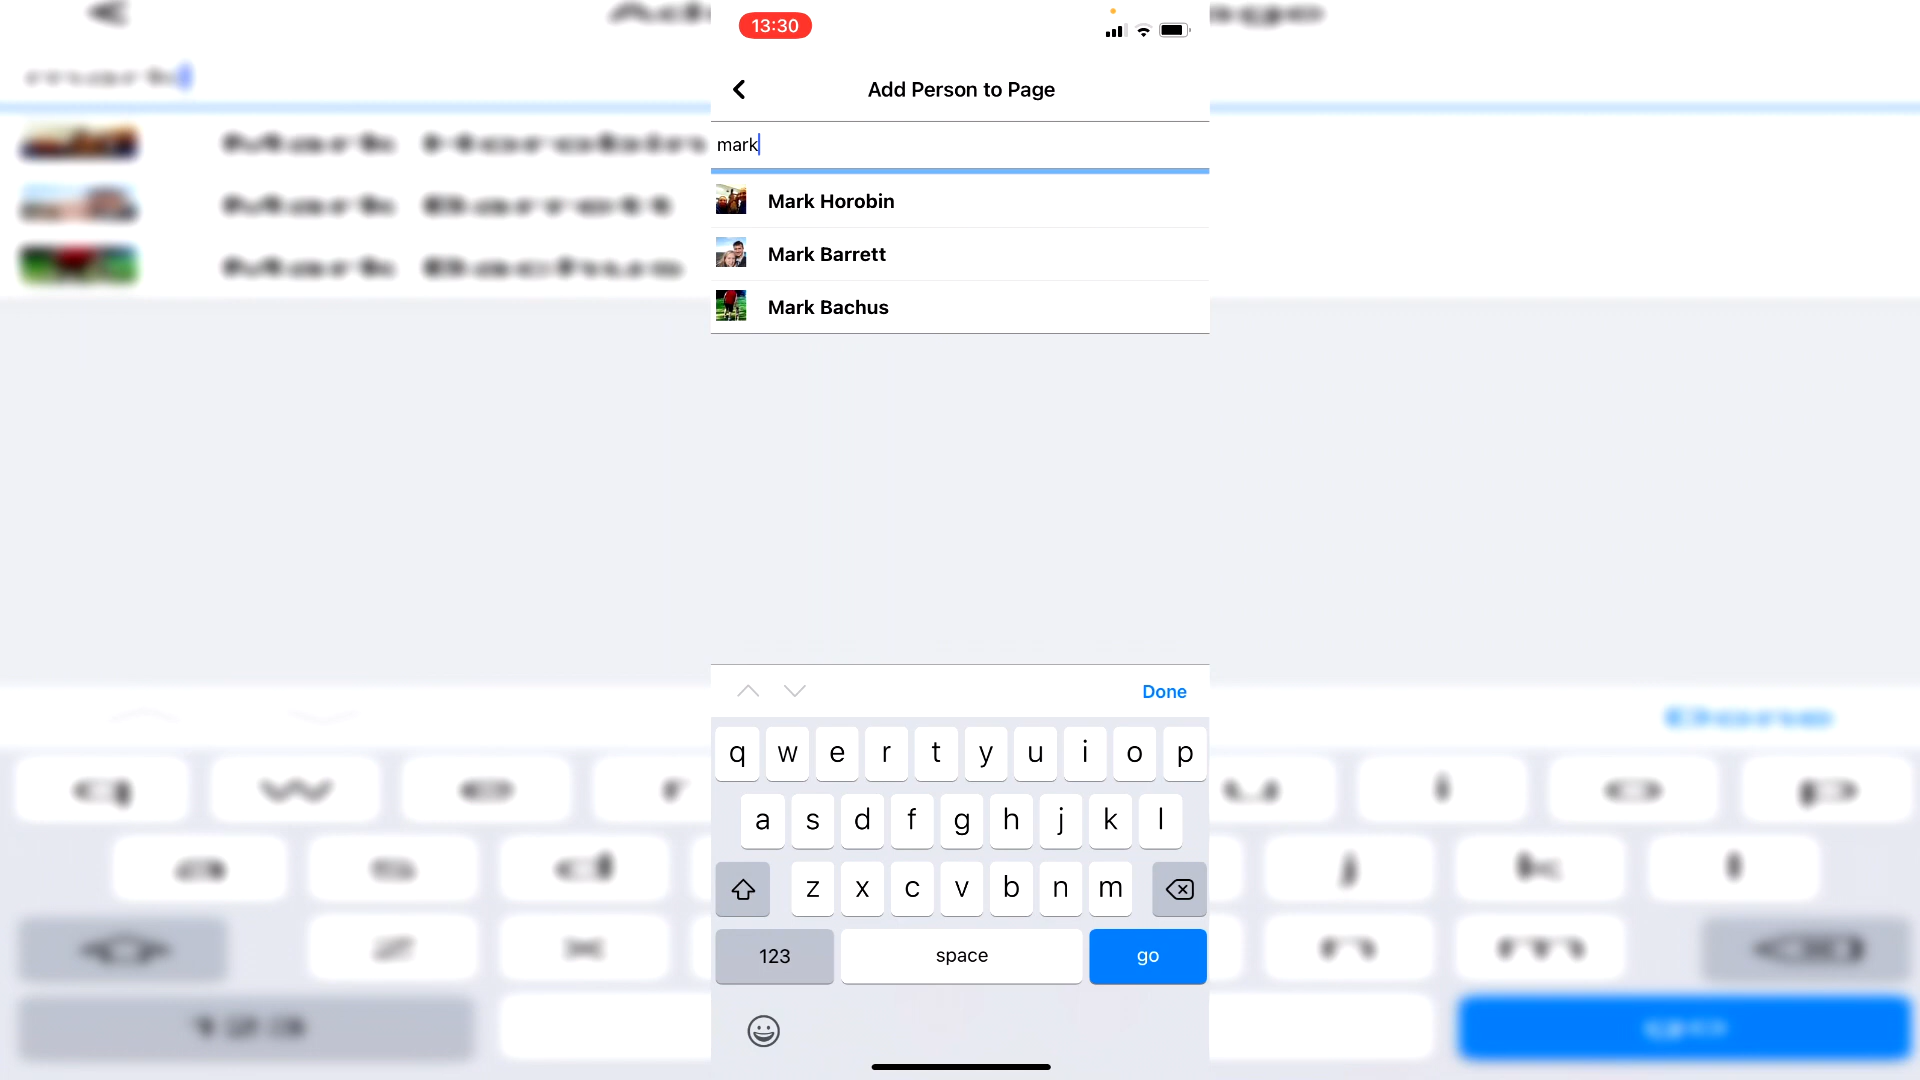 13:30
Add Person to Page
mark
Mark Horobin
Mark Barrett
Mark Bachus
Done
q w e r t y u i o p
a s d f g h j k l
z x c v b n m
123 space go